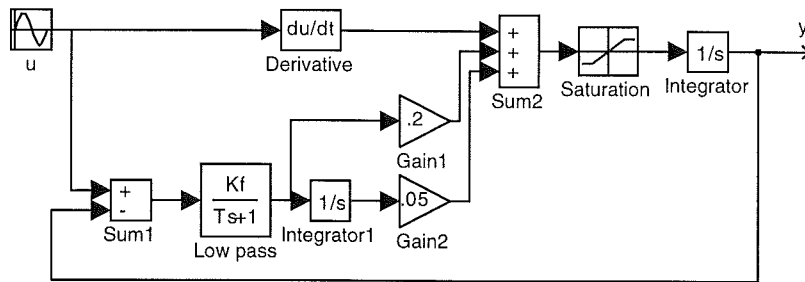 y
du/dt
+
+
+
1/s
u
Derivative
Sum2
Saturation
Integrator
.2
Gain1
+
-
Kf
Ts+1
1/s
.05
Sum1
Low pass
Integrator1
Gain2